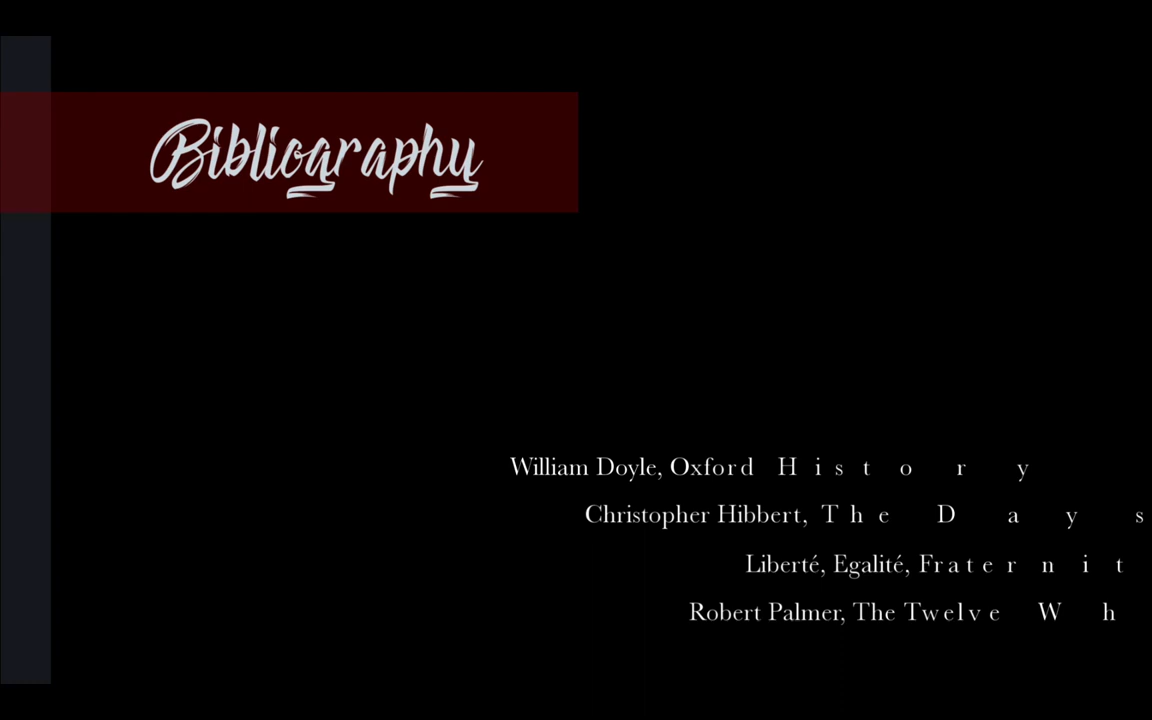 Bibliography
William Doyle, Oxford History
Christopher Hibbert, The Days
Liberté, Egalité, Fraternit
Robert Palmer, The Twelve Wh